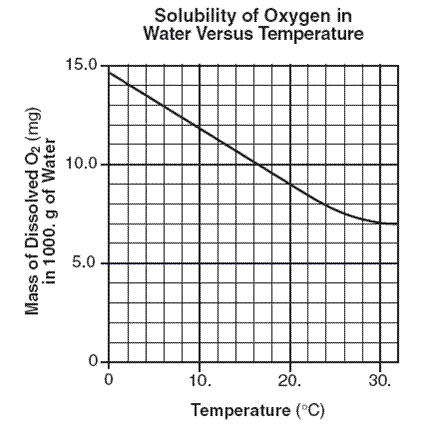 Solubility of Oxygen in
Water Versus Temperature
Mass of Dissolved O₂ (mg)
in 1000. g of Water
15.0
10.0
5.0
0
0
10.
20.
30.
Temperature (°C)